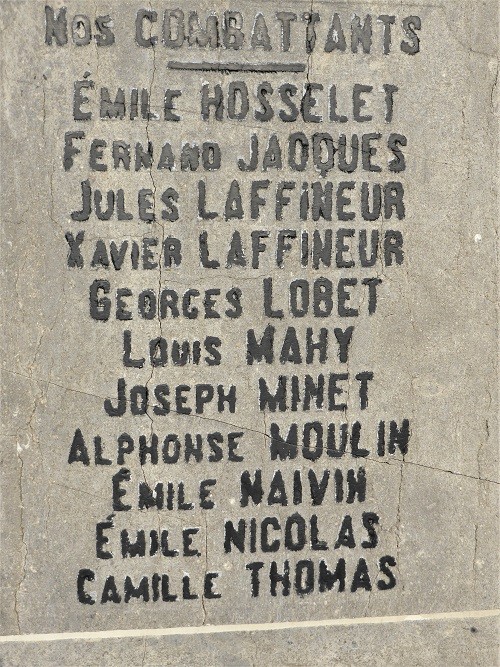 Nos COMBATTANTS
Émile HOSSELET
Fernand JACQUES
Jules LAFFINEUR
Xavier LAFFINEUR
Georges LOBET
Louis MAHY
Joseph MINET
Alphonse MOULIN
Émile NAIVIN
Émile NICOLAS
Camille THOMAS